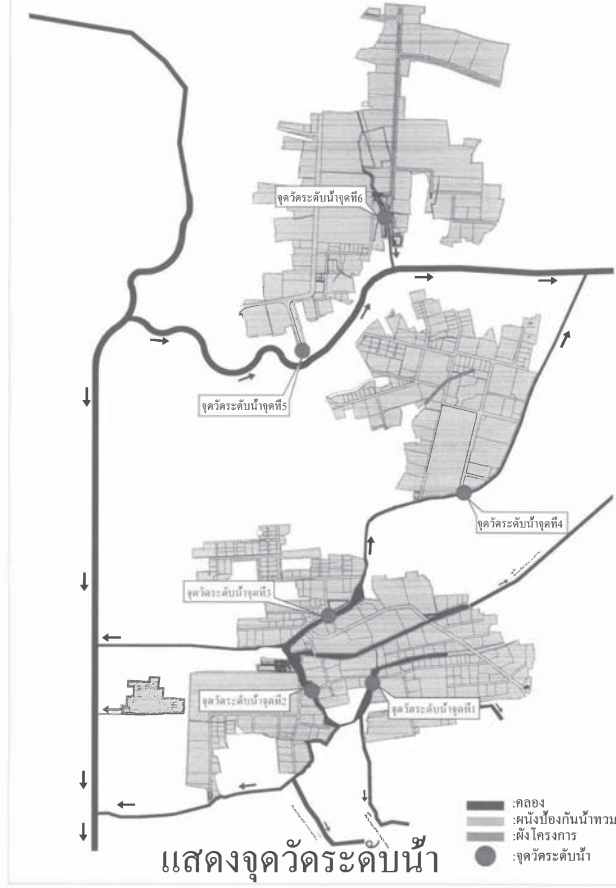 จุดวัดระดับน้ำจุดที่6
จุดวัดระดับน้ำจุดที่5
จุดวัดระดับน้ำจุดที่4
จุดวัดระดับน้ำจุดที่3
จุดวัดระดับน้ำจุดที่2
จุดวัดระดับน้ำจุดที่1
:คลอง
:ผนังป้องกันน้ำท่วม
:ผังโครงการ
:จุดวัดระดับน้ำ
แสดงจุดวัดระดับน้ำ